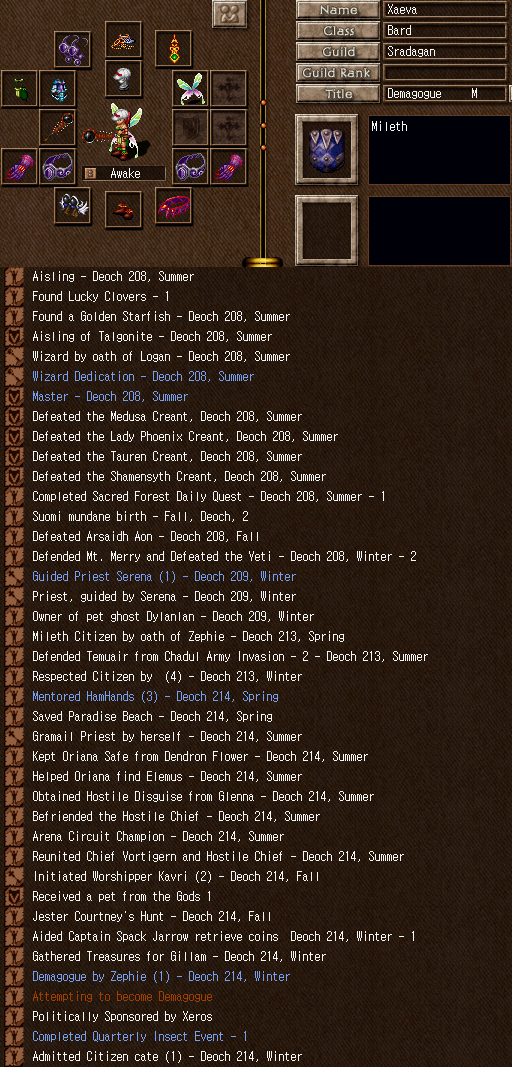 Name Xaeva
Class Bard
Guild Sradagan
Guild Rank
Title Demagogue M
Mileth
Awake
Aisling - Deoch 208, Summer
Found Lucky Clovers - 1
Found a Golden Starfish - Deoch 208, Summer
Aisling of Talgonite - Deoch 208, Summer
Wizard by oath of Logan - Deoch 208, Summer
Wizard Dedication - Deoch 208, Summer
Master - Deoch 208, Summer
Defeated the Medusa Creant, Deoch 208, Summer
Defeated the Lady Phoenix Creant, Deoch 208, Summer
Defeated the Tauren Creant, Deoch 208, Summer
Defeated the Shamensyth Creant, Deoch 208, Summer
Completed Sacred Forest Daily Quest - Deoch 208, Summer - 1
Suomi mundane birth - Fall, Deoch, 2
Defeated Arsaidh Aon - Deoch 208, Fall
Defended Mt. Merry and Defeated the Yeti - Deoch 208, Winter - 2
Guided Priest Serena (1) - Deoch 209, Winter
Priest, guided by Serena - Deoch 209, Winter
Owner of pet ghost Dylanlan - Deoch 209, Winter
Mileth Citizen by oath of Zephie - Deoch 213, Spring
Defended Temuair from Chadul Army Invasion - 2 - Deoch 213, Summer
Respected Citizen by  (4) - Deoch 213, Winter
Mentored HamHands (3) - Deoch 214, Spring
Saved Paradise Beach - Deoch 214, Spring
Gramail Priest by herself - Deoch 214, Summer
Kept Oriana Safe from Dendron Flower - Deoch 214, Summer
Helped Oriana find Elemus - Deoch 214, Summer
Obtained Hostile Disguise from Glenna - Deoch 214, Summer
Befriended the Hostile Chief - Deoch 214, Summer
Arena Circuit Champion - Deoch 214, Summer
Reunited Chief Vortigern and Hostile Chief - Deoch 214, Summer
Initiated Worshipper Kavri (2) - Deoch 214, Fall
Received a pet from the Gods 1
Jester Courtney's Hunt - Deoch 214, Fall
Aided Captain Spack Jarrow retrieve coins  Deoch 214, Winter - 1
Gathered Treasures for Gillam - Deoch 214, Winter
Demagogue by Zephie (1) - Deoch 214, Winter
Attempting to become Demagogue
Politically Sponsored by Xeros
Completed Quarterly Insect Event - 1
Admitted Citizen cate (1) - Deoch 214, Winter